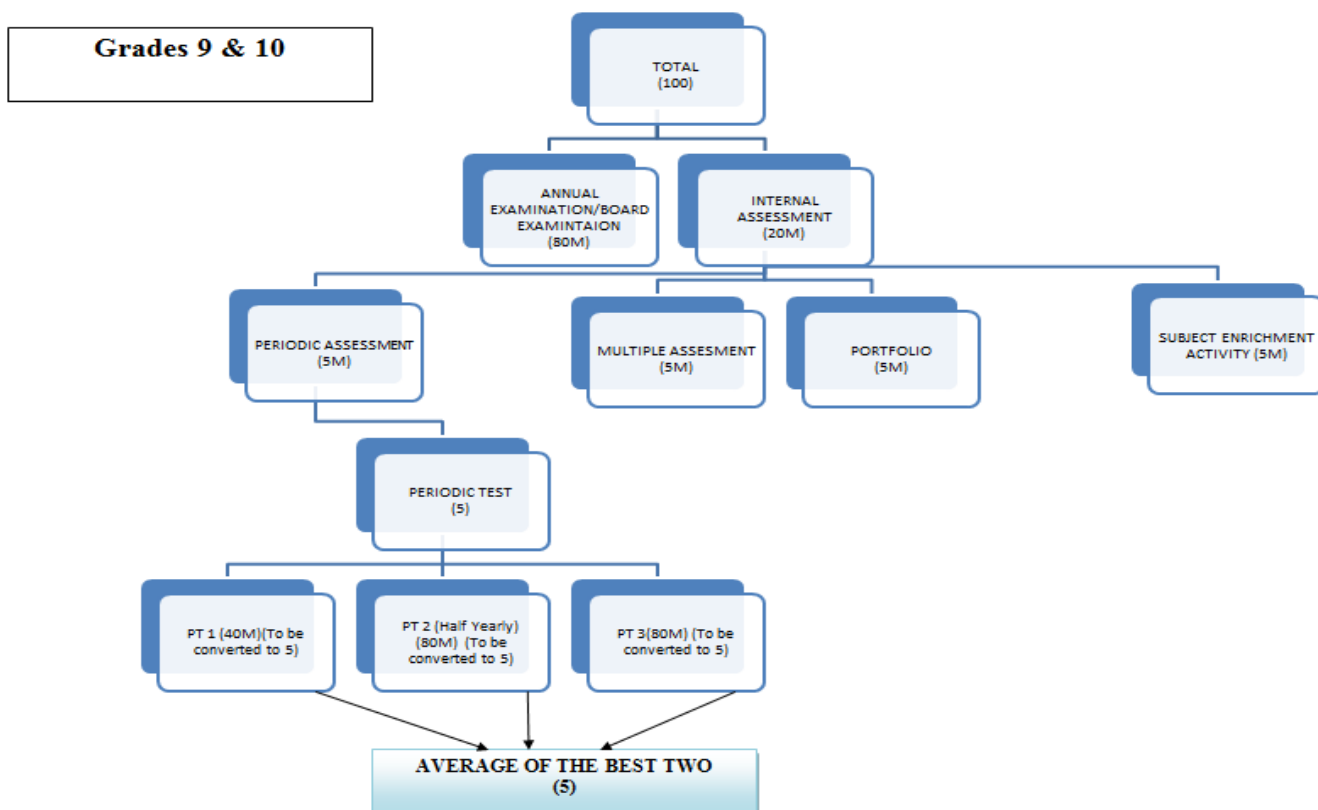 Grades 9 & 10
TOTAL
(100)
ANNUAL
EXAMINATION/BOARD
EXAMINTAION
(80M)
INTERNAL
ASSESSMENT
(20M)
PERIODIC ASSESSMENT
(5M)
MULTIPLE ASSESMENT
(5M)
PORTFOLIO
(5M)
SUBJECT ENRICHMENT
ACTIVITY (5M)
PERIODIC TEST
(5)
PT 1 (40M)(To be
converted to 5)
PT 2 (Half Yearly)
(80M) (To be
converted to 5)
PT 3(80M) (To be
converted to 5)
AVERAGE OF THE BEST TWO
(5)